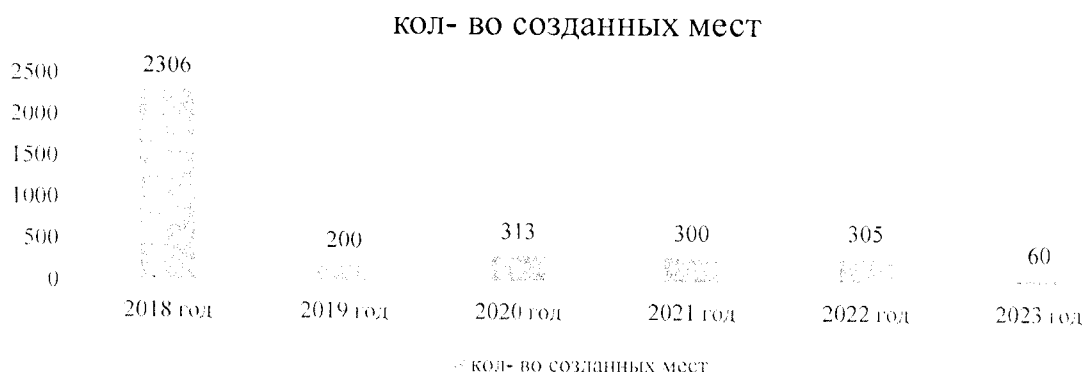 кол- во созданных мест
2500
2000
1500
1000
500
0
2306
200
313
300
305
60
2018 год
2019 год
2020 год
2021 год
2022 год
2023 год
кол- во созданных мест